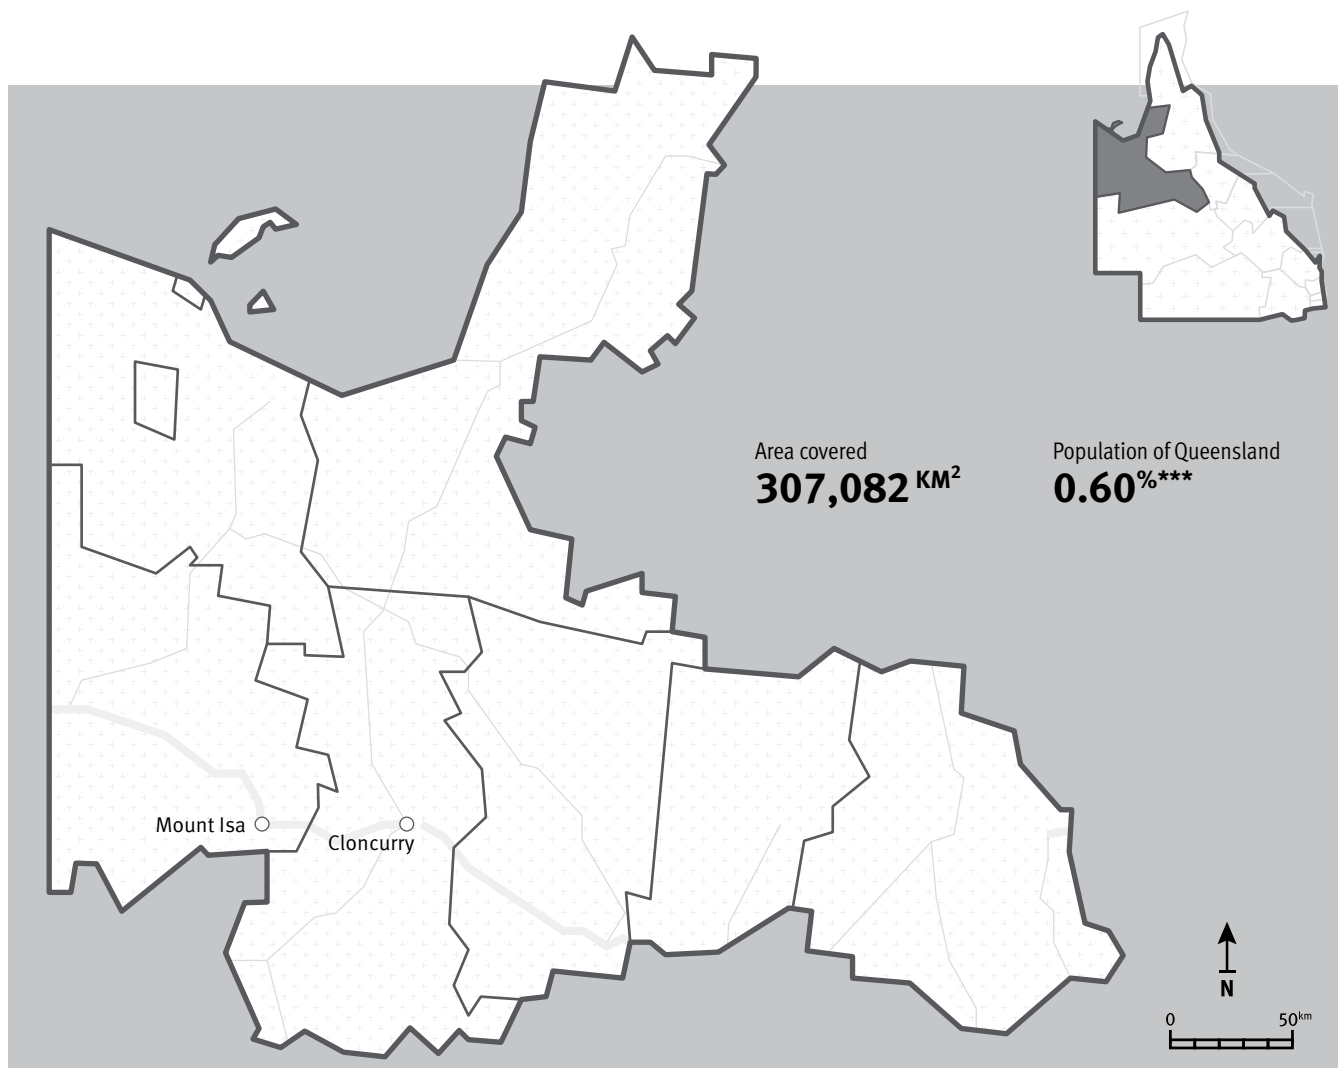 Area covered
307,082 KM²
Population of Queensland
0.60%***
Mount Isa
Cloncurry
N
0 50km